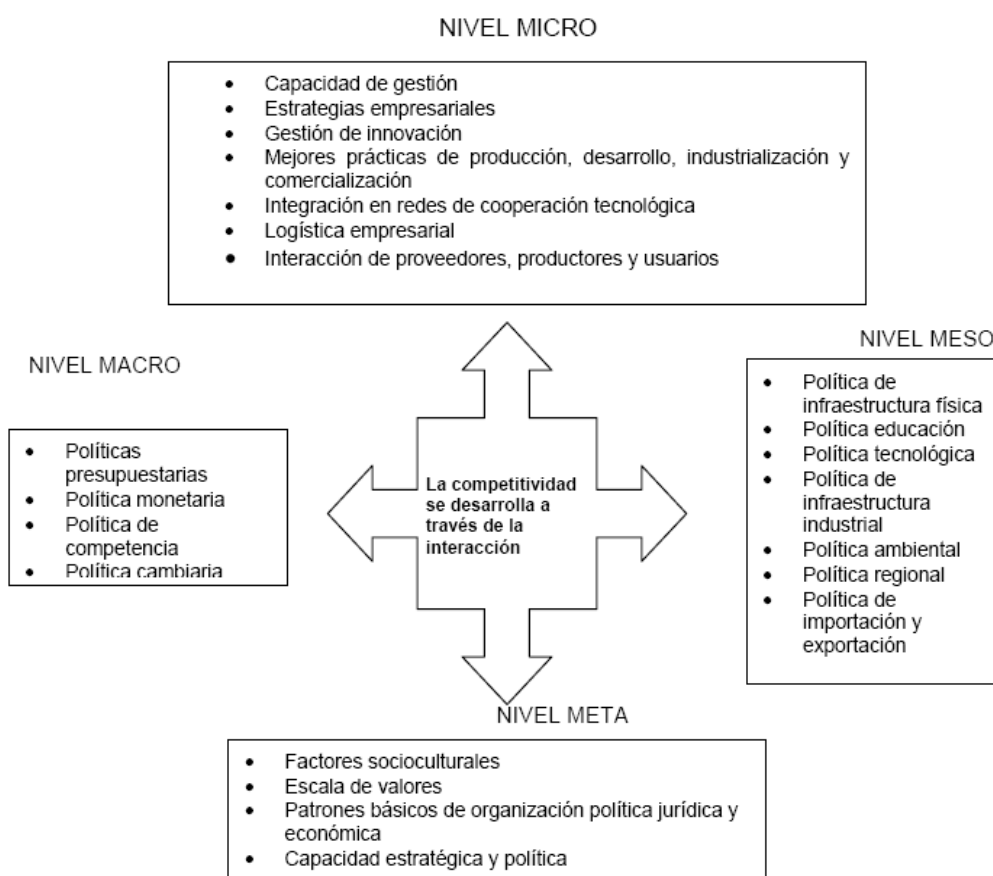 NIVEL MICRO
• Capacidad de gestión
• Estrategias empresariales
• Gestión de innovación
• Mejores prácticas de producción, desarrollo, industrialización y
comercialización
• Integración en redes de cooperación tecnológica
• Logística empresarial
• Interacción de proveedores, productores y usuarios
NIVEL MACRO
• Políticas
presupuestarias
• Política monetaria
• Política de
competencia
• Política cambiaria
La competitividad
se desarrolla a
través de la
interacción
NIVEL MESO
• Política de
infraestructura física
• Política educación
• Política tecnológica
• Política de
infraestructura
industrial
• Política ambiental
• Política regional
• Política de
importación y
exportación
NIVEL META
• Factores socioculturales
• Escala de valores
• Patrones básicos de organización política jurídica y
económica
• Capacidad estratégica y política